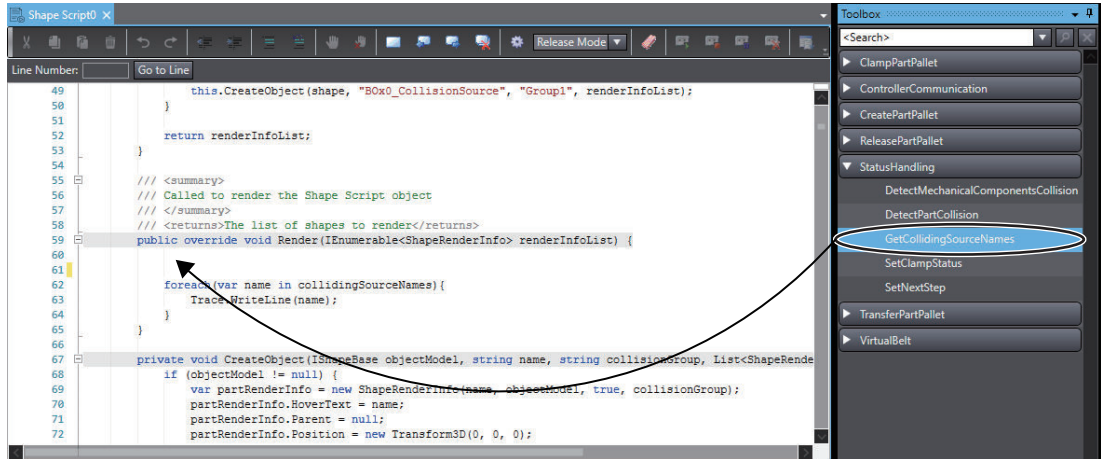 Shape Script0
Release Mode
Line Number:
Go to Line
49 this.CreateObject(shape, "BOx0_CollisionSource", "Group1", renderInfoList);
50 }
51
52 return renderInfoList;
53 }
54
55 /// <summary>
56 /// Called to render the Shape Script object
57 /// </summary>
58 /// <returns>The list of shapes to render</returns>
59 public override void Render(IEnumerable<ShapeRenderInfo> renderInfoList) {
60
61
62 foreach(var name in collidingSourceNames){
63 Trace.WriteLine(name);
64 }
65 }
66
67 private void CreateObject(IShapeBase objectModel, string name, string collisionGroup, List<ShapeRende
68 if (objectModel != null) {
69 var partRenderInfo = new ShapeRenderInfo(name, objectModel, true, collisionGroup);
70 partRenderInfo.HoverText = name;
71 partRenderInfo.Parent = null;
72 partRenderInfo.Position = new Transform3D(0, 0, 0);
Toolbox
<Search>
ClampPartPallet
ControllerCommunication
CreatePartPallet
ReleasePartPallet
StatusHandling
DetectMechanicalComponentsCollision
DetectPartCollision
GetCollidingSourceNames
SetClampStatus
SetNextStep
TransferPartPallet
VirtualBelt